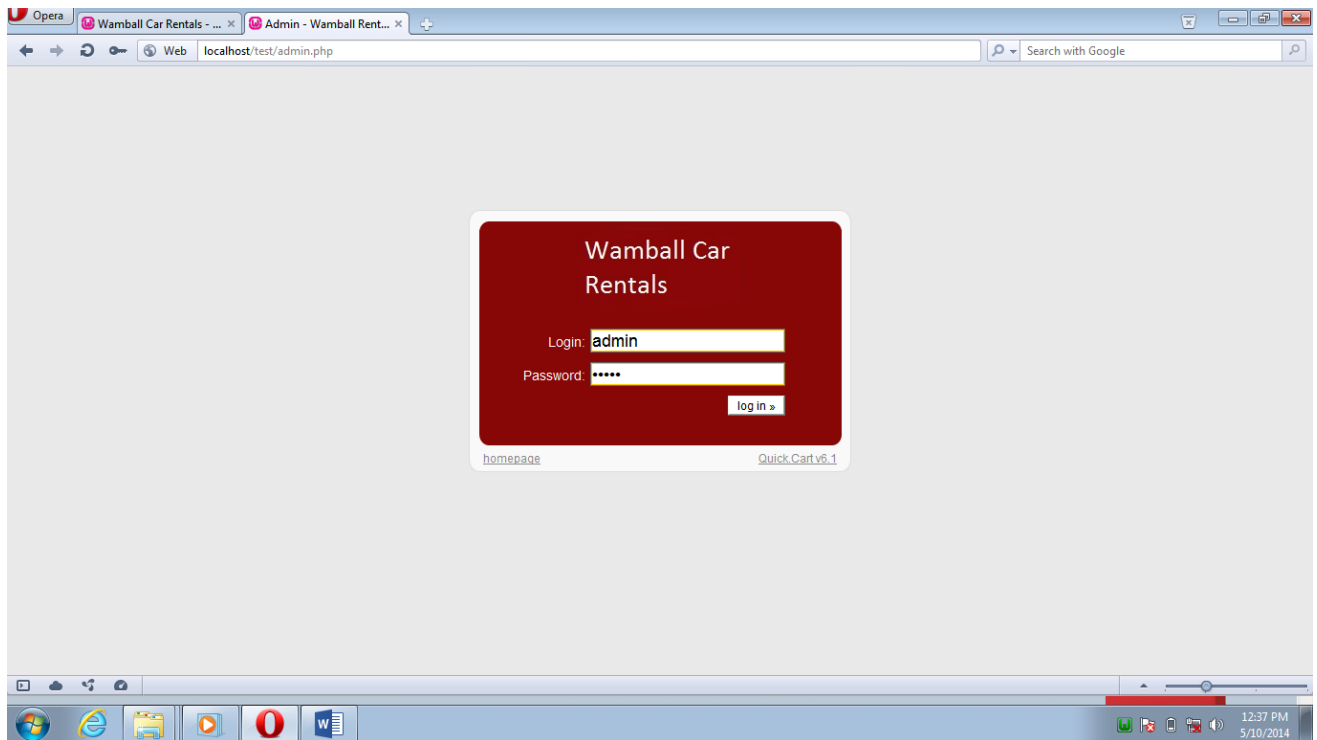 Opera
Wamball Car Rentals - ...
Admin - Wamball Rent...
Web
localhost/test/admin.php
Search with Google
Wamball Car
Rentals
Login: admin
Password: •••••
log in »
homepage
Quick.Cart v6.1
12:37 PM
5/10/2014